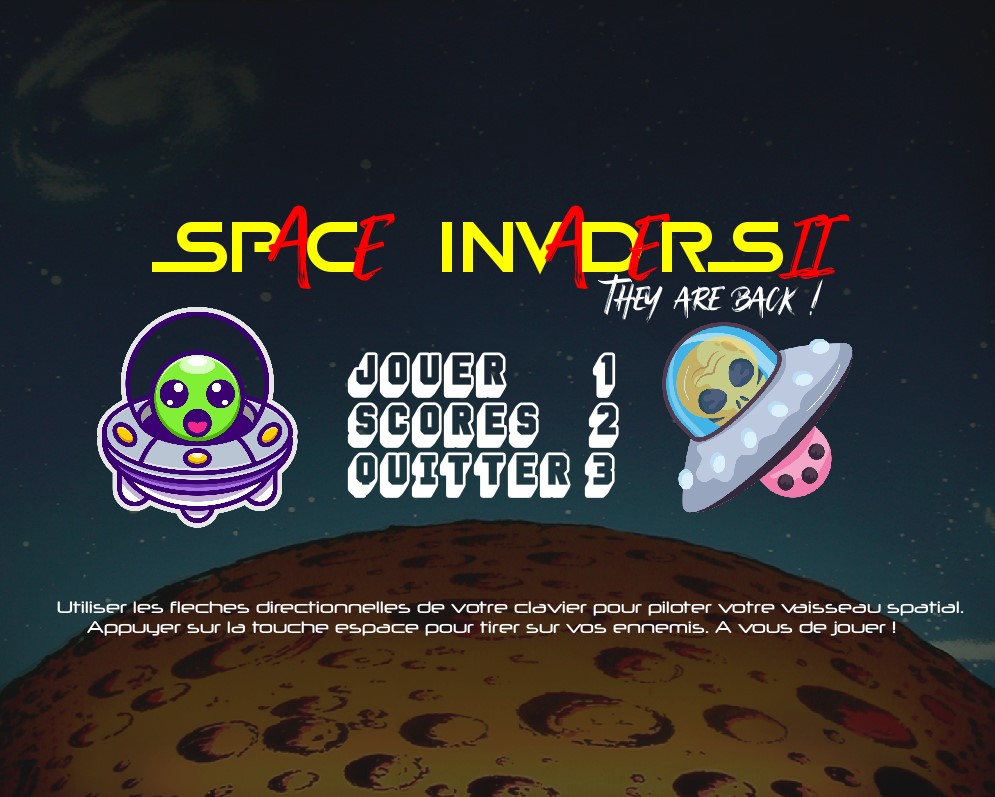 SPACE INVADERS II
THEY ARE BACK !
JOUER 1
SCORES 2
QUITTER 3
Utiliser les fleches directionnelles de votre clavier pour piloter votre vaisseau spatial.
Appuyer sur la touche espace pour tirer sur vos ennemis. A vous de jouer !